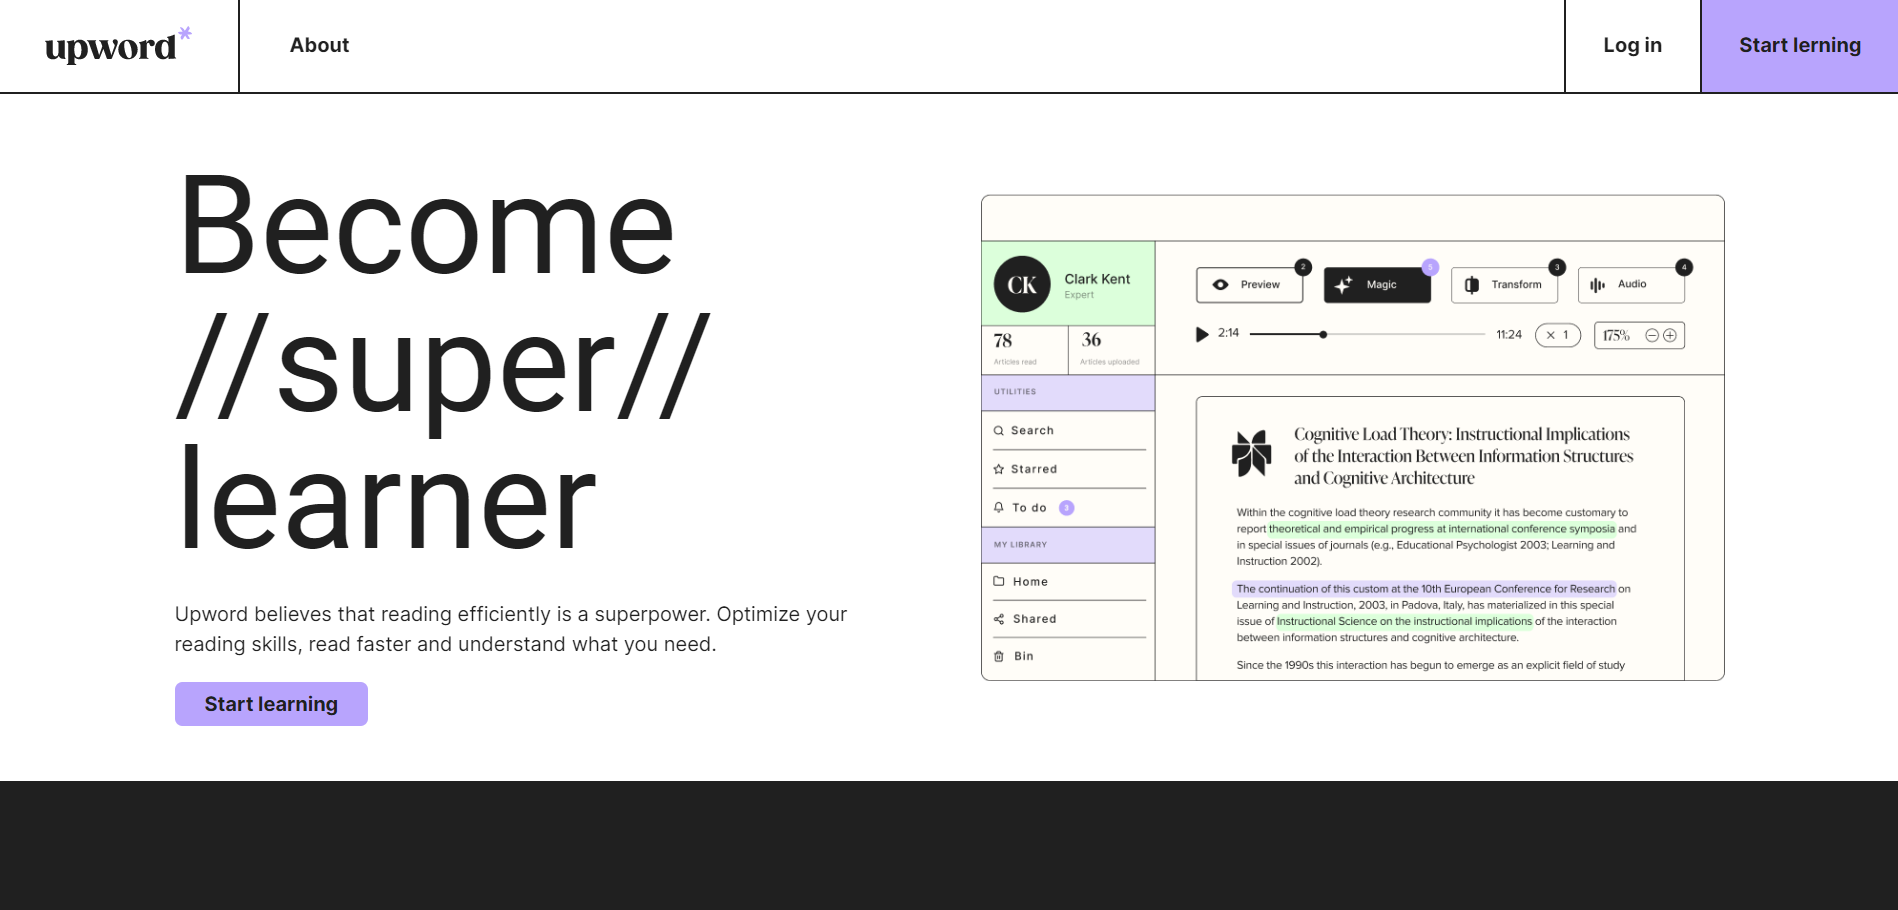 upword*
About
Log in
Start lerning
Become
//super//
learner
Upword believes that reading efficiently is a superpower. Optimize your
reading skills, read faster and understand what you need.
Start learning
CK
Clark Kent
Expert
78
Articles read
36
Articles uploaded
UTILITIES
Search
Starred
To do 3
MY LIBRARY
Home
Shared
Bin
Preview 2
Magic 5
Transform 3
Audio 4
2:14
11:24
× 1
175%
Cognitive Load Theory: Instructional Implications
of the Interaction Between Information Structures
and Cognitive Architecture
Within the cognitive load theory research community it has become customary to
report theoretical and empirical progress at international conference symposia and
in special issues of journals (e.g., Educational Psychologist 2003; Learning and
Instruction 2002).
The continuation of this custom at the 10th European Conference for Research on
Learning and Instruction, 2003, in Padova, Italy, has materialized in this special
issue of Instructional Science on the instructional implications of the interaction
between information structures and cognitive architecture.
Since the 1990s this interaction has begun to emerge as an explicit field of study